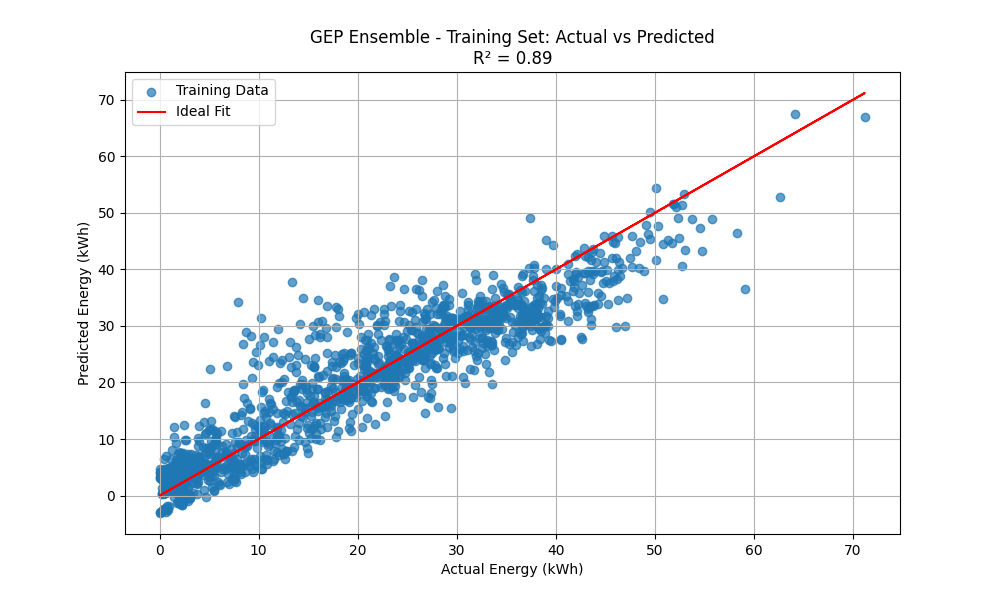 GEP Ensemble - Training Set: Actual vs Predicted
R² = 0.89
Training Data
Ideal Fit
Predicted Energy (kWh)
70
60
50
40
30
20
10
0
0 10 20 30 40 50 60 70
Actual Energy (kWh)